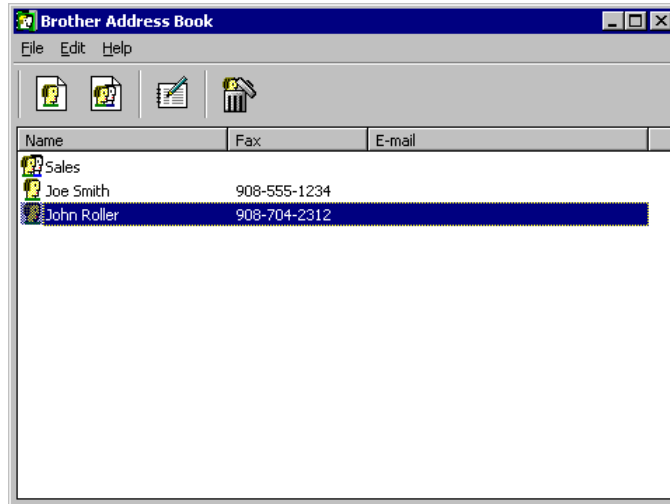 Brother Address Book
File Edit Help
Name Fax E-mail
Sales
Joe Smith 908-555-1234
John Roller 908-704-2312